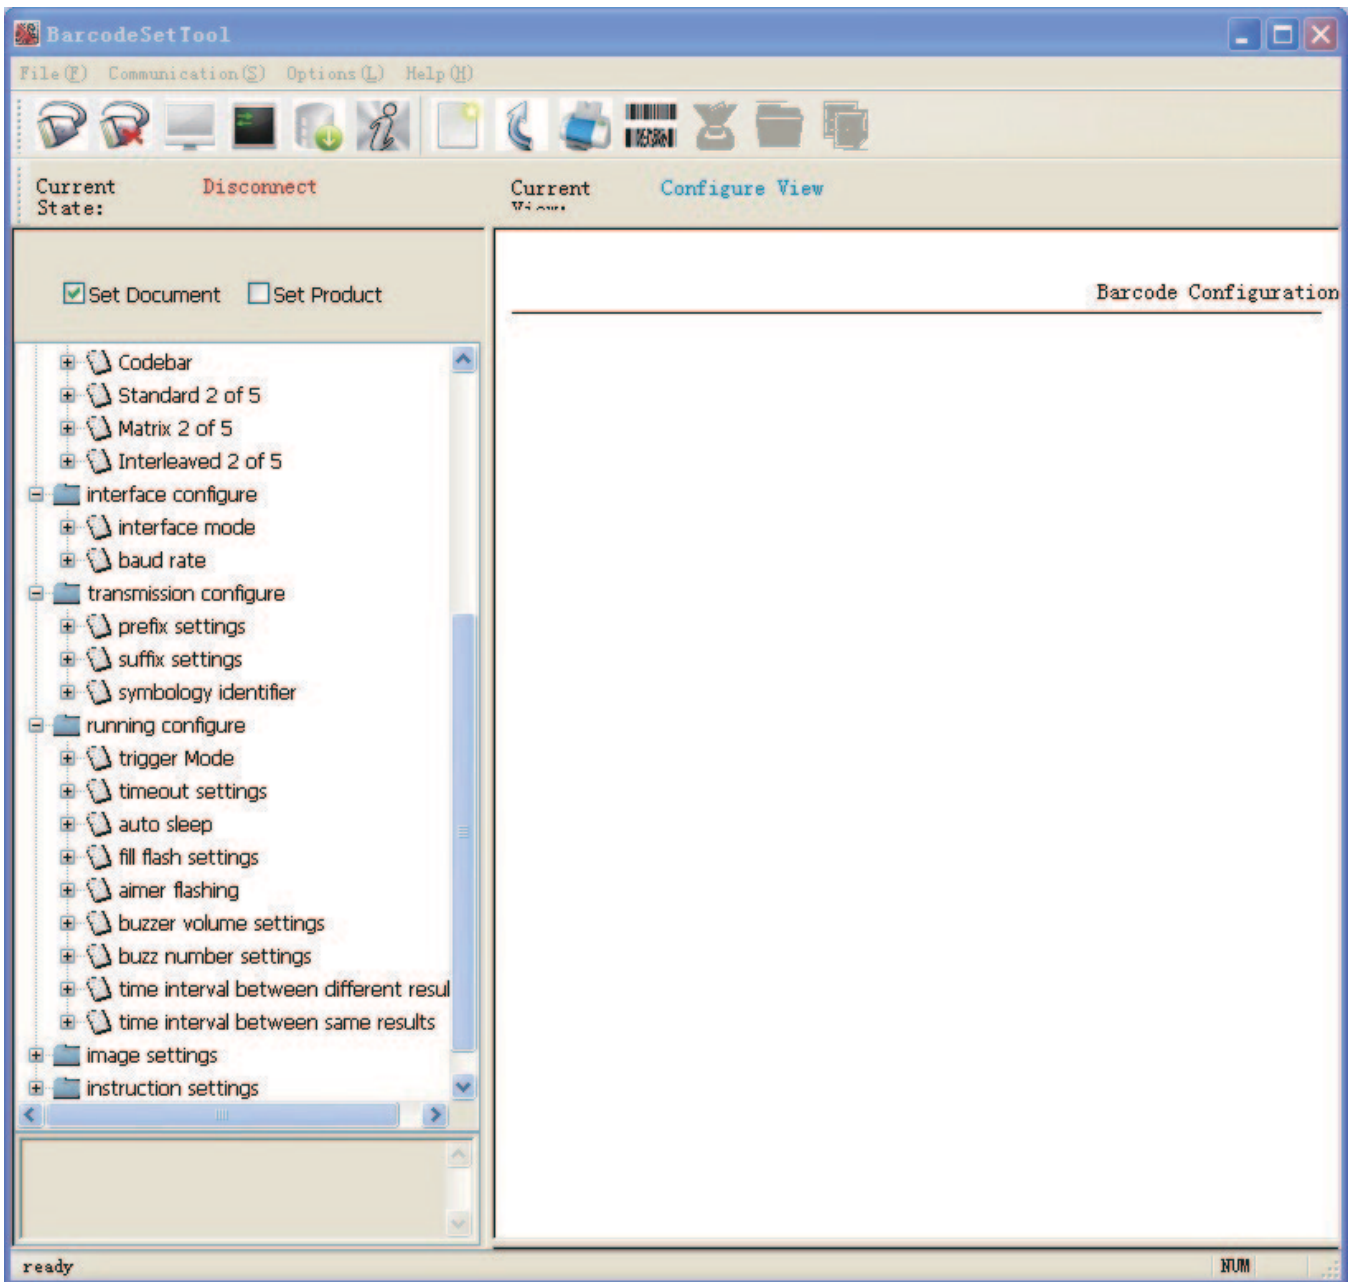 BarcodeSetTool
File(F) Communication(S) Options(L) Help(H)
Current State: Disconnect
Current View: Configure View
Set Document Set Product
Barcode Configuration
Codebar
Standard 2 of 5
Matrix 2 of 5
Interleaved 2 of 5
interface configure
interface mode
baud rate
transmission configure
prefix settings
suffix settings
symbology identifier
running configure
trigger Mode
timeout settings
auto sleep
fill flash settings
aimer flashing
buzzer volume settings
buzz number settings
time interval between different resul
time interval between same results
image settings
instruction settings
ready NUM